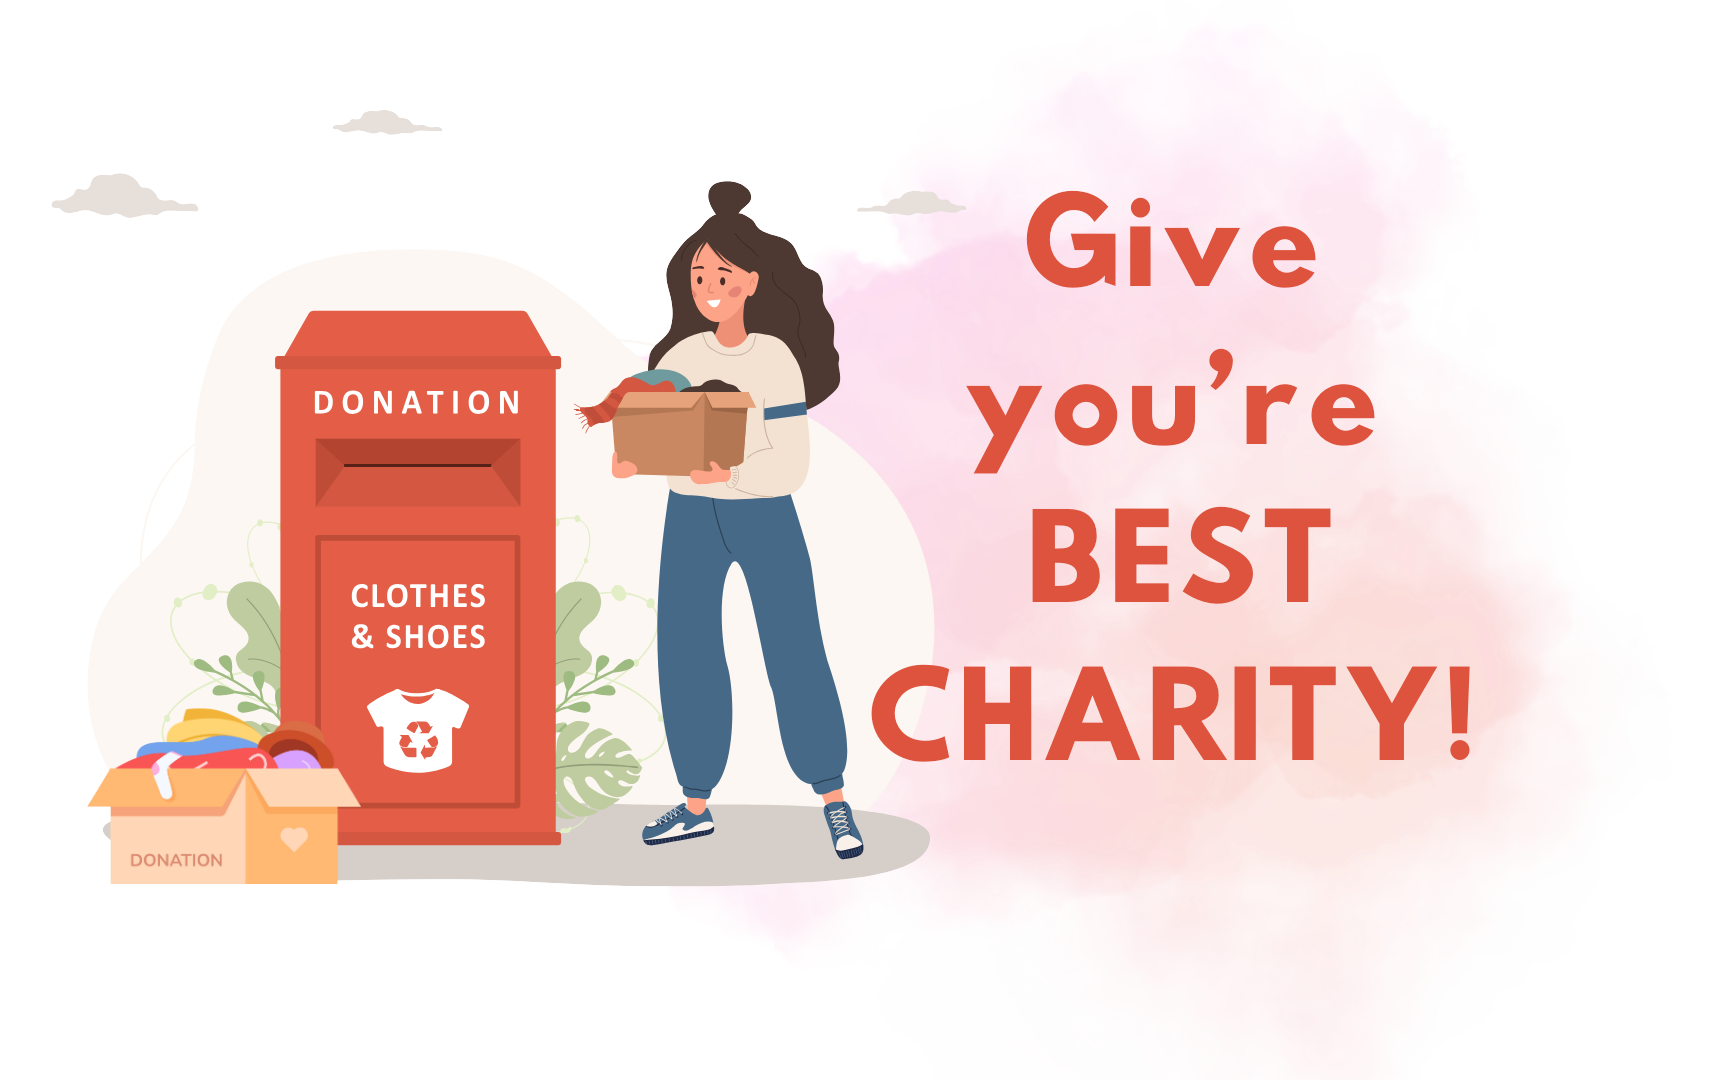 DONATION
CLOTHES
& SHOES
DONATION
Give
you’re
BEST
CHARITY!